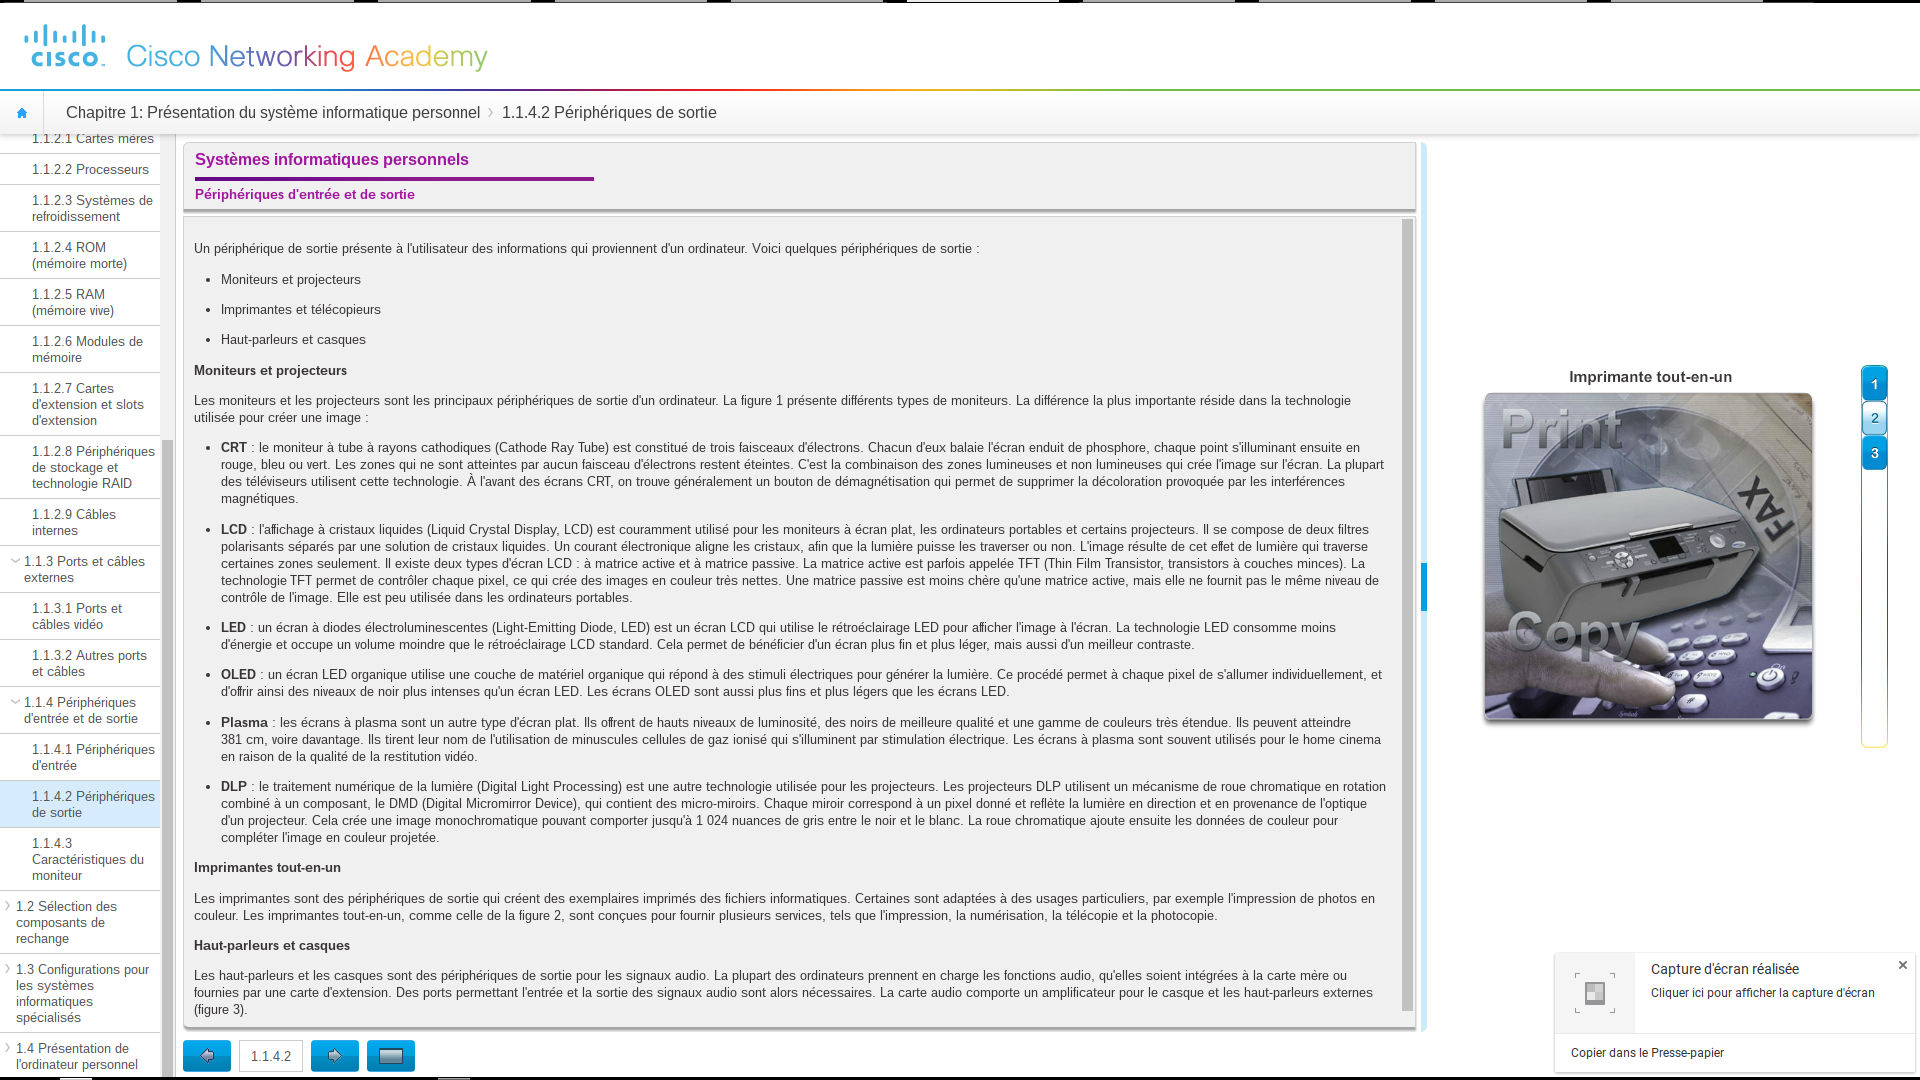 cisco
Cisco Networking Academy
Chapitre 1: Présentation du système informatique personnel
1.1.4.2 Périphériques de sortie
1.1.2.1 Cartes mères
1.1.2.2 Processeurs
1.1.2.3 Systèmes de
refroidissement
1.1.2.4 ROM
(mémoire morte)
1.1.2.5 RAM
(mémoire vive)
1.1.2.6 Modules de
mémoire
1.1.2.7 Cartes
d'extension et slots
d'extension
1.1.2.8 Périphériques
de stockage et
technologie RAID
1.1.2.9 Câbles
internes
1.1.3 Ports et câbles
externes
1.1.3.1 Ports et
câbles vidéo
1.1.3.2 Autres ports
et câbles
1.1.4 Périphériques
d'entrée et de sortie
1.1.4.1 Périphériques
d'entrée
1.1.4.2 Périphériques
de sortie
1.1.4.3
Caractéristiques du
moniteur
1.2 Sélection des
composants de
rechange
1.3 Configurations pour
les systèmes
informatiques
spécialisés
1.4 Présentation de
l'ordinateur personnel
Systèmes informatiques personnels
Périphériques d'entrée et de sortie
Un périphérique de sortie présente à l'utilisateur des informations qui proviennent d'un ordinateur. Voici quelques périphériques de sortie :
• Moniteurs et projecteurs
• Imprimantes et télécopieurs
• Haut-parleurs et casques
Moniteurs et projecteurs
Les moniteurs et les projecteurs sont les principaux périphériques de sortie d'un ordinateur. La figure 1 présente différents types de moniteurs. La différence la plus importante réside dans la technologie
utilisée pour créer une image :
• CRT : le moniteur à tube à rayons cathodiques (Cathode Ray Tube) est constitué de trois faisceaux d'électrons. Chacun d'eux balaie l'écran enduit de phosphore, chaque point s'illuminant ensuite en
rouge, bleu ou vert. Les zones qui ne sont atteintes par aucun faisceau d'électrons restent éteintes. C'est la combinaison des zones lumineuses et non lumineuses qui crée l'image sur l'écran. La plupart
des téléviseurs utilisent cette technologie. À l'avant des écrans CRT, on trouve généralement un bouton de démagnétisation qui permet de supprimer la décoloration provoquée par les interférences
magnétiques.
• LCD : l'affichage à cristaux liquides (Liquid Crystal Display, LCD) est couramment utilisé pour les moniteurs à écran plat, les ordinateurs portables et certains projecteurs. Il se compose de deux filtres
polarisants séparés par une solution de cristaux liquides. Un courant électronique aligne les cristaux, afin que la lumière puisse les traverser ou non. L'image résulte de cet effet de lumière qui traverse
certaines zones seulement. Il existe deux types d'écran LCD : à matrice active et à matrice passive. La matrice active est parfois appelée TFT (Thin Film Transistor, transistors à couches minces). La
technologie TFT permet de contrôler chaque pixel, ce qui crée des images en couleur très nettes. Une matrice passive est moins chère qu'une matrice active, mais elle ne fournit pas le même niveau de
contrôle de l'image. Elle est peu utilisée dans les ordinateurs portables.
• LED : un écran à diodes électroluminescentes (Light-Emitting Diode, LED) est un écran LCD qui utilise le rétroéclairage LED pour afficher l'image à l'écran. La technologie LED consomme moins
d'énergie et occupe un volume moindre que le rétroéclairage LCD standard. Cela permet de bénéficier d'un écran plus fin et plus léger, mais aussi d'un meilleur contraste.
• OLED : un écran LED organique utilise une couche de matériel organique qui répond à des stimuli électriques pour générer la lumière. Ce procédé permet à chaque pixel de s'allumer individuellement, et
d'offrir ainsi des niveaux de noir plus intenses qu'un écran LED. Les écrans OLED sont aussi plus fins et plus légers que les écrans LED.
• Plasma : les écrans à plasma sont un autre type d'écran plat. Ils offrent de hauts niveaux de luminosité, des noirs de meilleure qualité et une gamme de couleurs très étendue. Ils peuvent atteindre
381 cm, voire davantage. Ils tirent leur nom de l'utilisation de minuscules cellules de gaz ionisé qui s'illuminent par stimulation électrique. Les écrans à plasma sont souvent utilisés pour le home cinema
en raison de la qualité de la restitution vidéo.
• DLP : le traitement numérique de la lumière (Digital Light Processing) est une autre technologie utilisée pour les projecteurs. Les projecteurs DLP utilisent un mécanisme de roue chromatique en rotation
combiné à un composant, le DMD (Digital Micromirror Device), qui contient des micro-miroirs. Chaque miroir correspond à un pixel donné et reflète la lumière en direction et en provenance de l'optique
d'un projecteur. Cela crée une image monochromatique pouvant comporter jusqu'à 1 024 nuances de gris entre le noir et le blanc. La roue chromatique ajoute ensuite les données de couleur pour
compléter l'image en couleur projetée.
Imprimantes tout-en-un
Les imprimantes sont des périphériques de sortie qui créent des exemplaires imprimés des fichiers informatiques. Certaines sont adaptées à des usages particuliers, par exemple l'impression de photos en
couleur. Les imprimantes tout-en-un, comme celle de la figure 2, sont conçues pour fournir plusieurs services, tels que l'impression, la numérisation, la télécopie et la photocopie.
Haut-parleurs et casques
Les haut-parleurs et les casques sont des périphériques de sortie pour les signaux audio. La plupart des ordinateurs prennent en charge les fonctions audio, qu'elles soient intégrées à la carte mère ou
fournies par une carte d'extension. Des ports permettant l'entrée et la sortie des signaux audio sont alors nécessaires. La carte audio comporte un amplificateur pour le casque et les haut-parleurs externes
(figure 3).
1.1.4.2
Imprimante tout-en-un
Print
FAX
Copy
1
2
3
Capture d'écran réalisée
Cliquer ici pour afficher la capture d'écran
Copier dans le Presse-papier